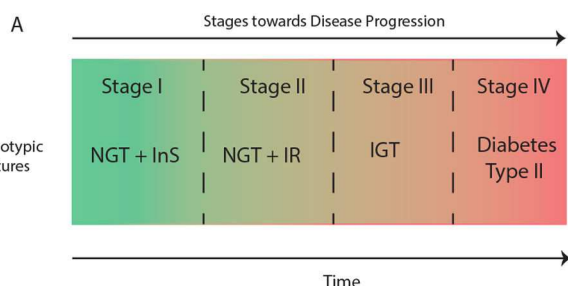 A
Stages towards Disease Progression
Stage I
Stage II
Stage III
Stage IV
NGT + InS
NGT + IR
IGT
Diabetes
Type II
Time